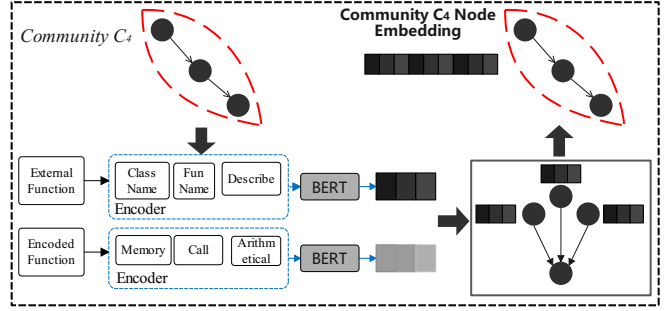 Community C₄
Community C₄ Node
Embedding
External
Function
Class
Name
Fun
Name
Describe
Encoder
BERT
Encoded
Function
Memory
Call
Arithm
etical
Encoder
BERT